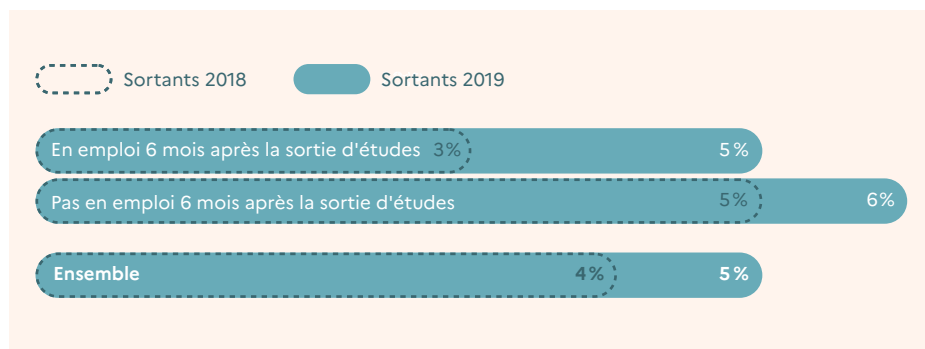 Sortants 2018 Sortants 2019
En emploi 6 mois après la sortie d'études 3% 5%
Pas en emploi 6 mois après la sortie d'études 5% 6%
Ensemble 4% 5%